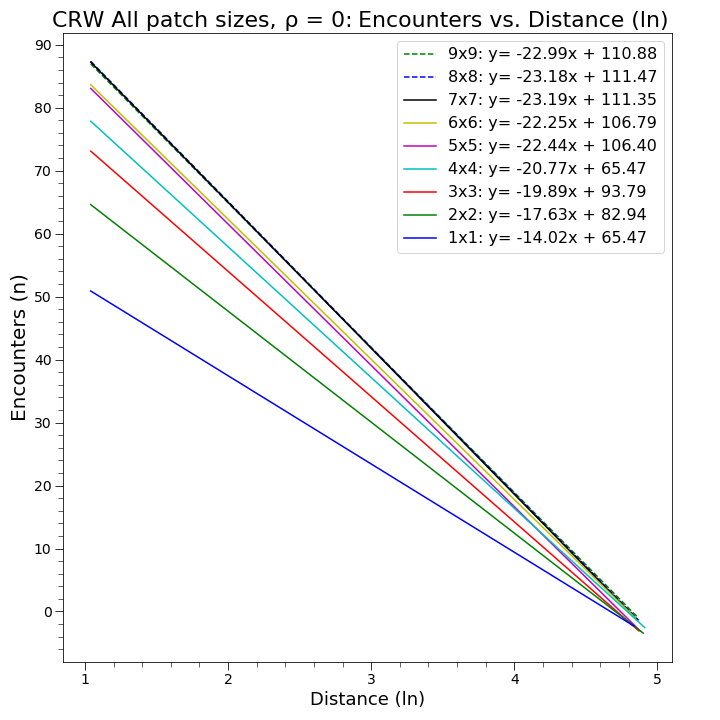 CRW All patch sizes, ρ = 0: Encounters vs. Distance (ln)
9x9: y= -22.99x + 110.88
8x8: y= -23.18x + 111.47
7x7: y= -23.19x + 111.35
6x6: y= -22.25x + 106.79
5x5: y= -22.44x + 106.40
4x4: y= -20.77x + 65.47
3x3: y= -19.89x + 93.79
2x2: y= -17.63x + 82.94
1x1: y= -14.02x + 65.47
Encounters (n)
90
80
70
60
50
40
30
20
10
0
1 2 3 4 5
Distance (ln)